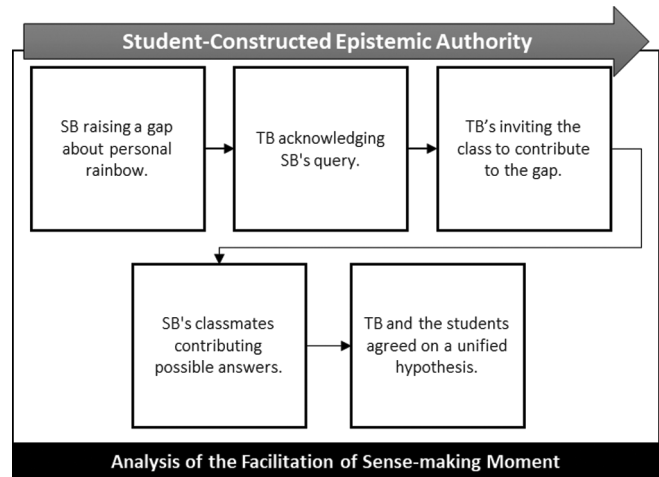 Student-Constructed Epistemic Authority
SB raising a gap
about personal
rainbow.
TB acknowledging
SB's query.
TB’s inviting the
class to contribute
to the gap.
SB's classmates
contributing
possible answers.
TB and the students
agreed on a unified
hypothesis.
Analysis of the Facilitation of Sense-making Moment